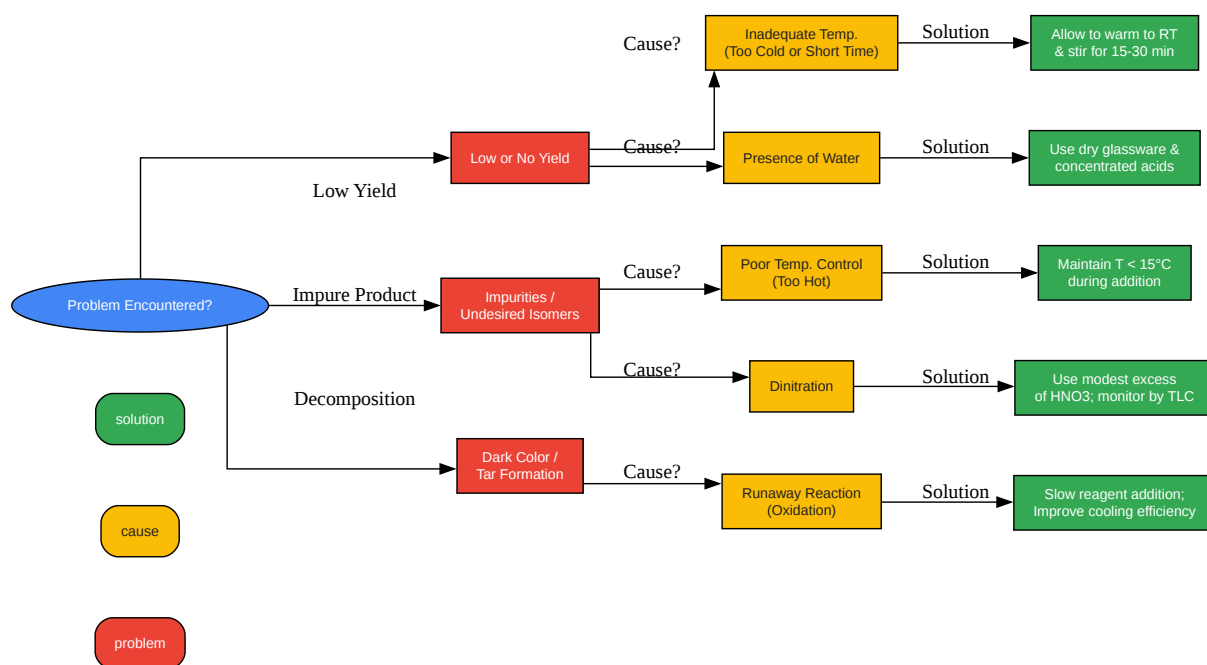 Cause?
Inadequate Temp.
(Too Cold or Short Time)
Solution
Allow to warm to RT
& stir for 15-30 min
Low or No Yield
Cause?
Presence of Water
Solution
Use dry glassware &
concentrated acids
Low Yield
Problem Encountered?
Impure Product
Impurities /
Undesired Isomers
Cause?
Poor Temp. Control
(Too Hot)
Solution
Maintain T < 15°C
during addition
Cause?
Dinitration
Solution
Use modest excess
of HNO3; monitor by TLC
Decomposition
Dark Color /
Tar Formation
Cause?
Runaway Reaction
(Oxidation)
Solution
Slow reagent addition;
Improve cooling efficiency
solution
cause
problem